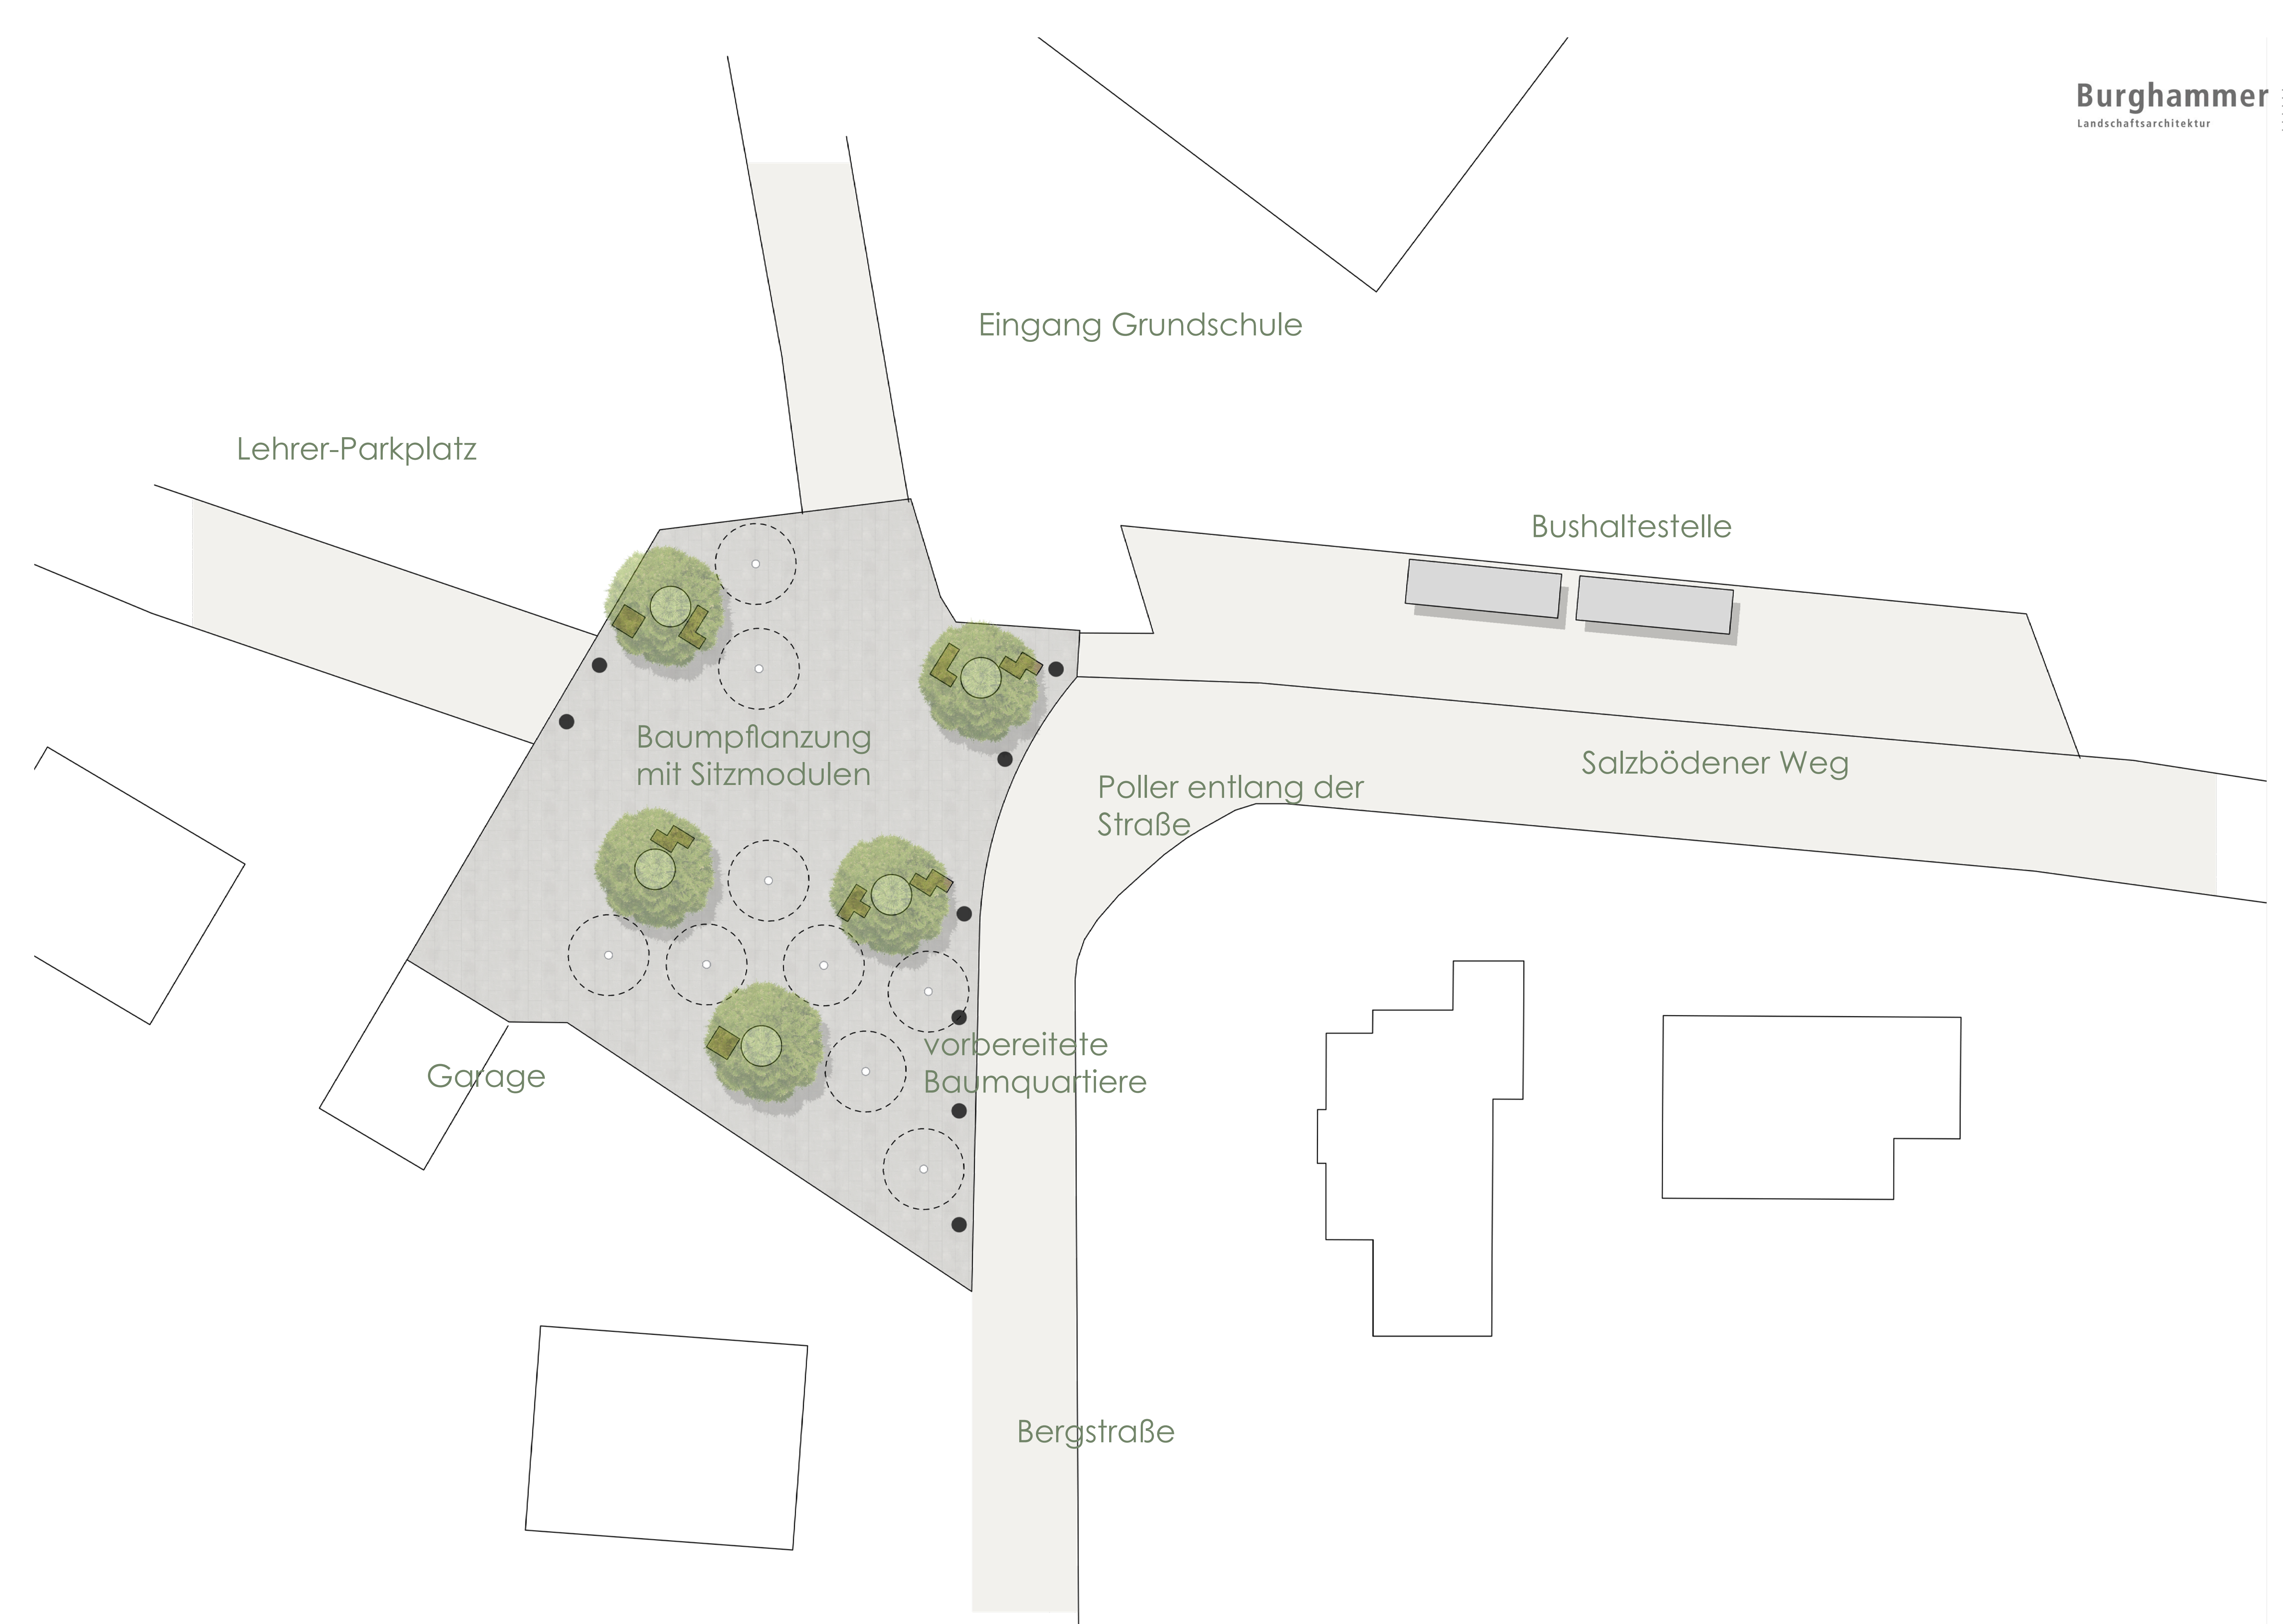 Burghammer
Landschaftsarchitektur
Eingang Grundschule
Lehrer-Parkplatz
Bushaltestelle
Baumpflanzung
mit Sitzmodulen
Salzbödener Weg
Poller entlang der
Straße
vorbereitete
Baumquartiere
Garage
Bergstraße